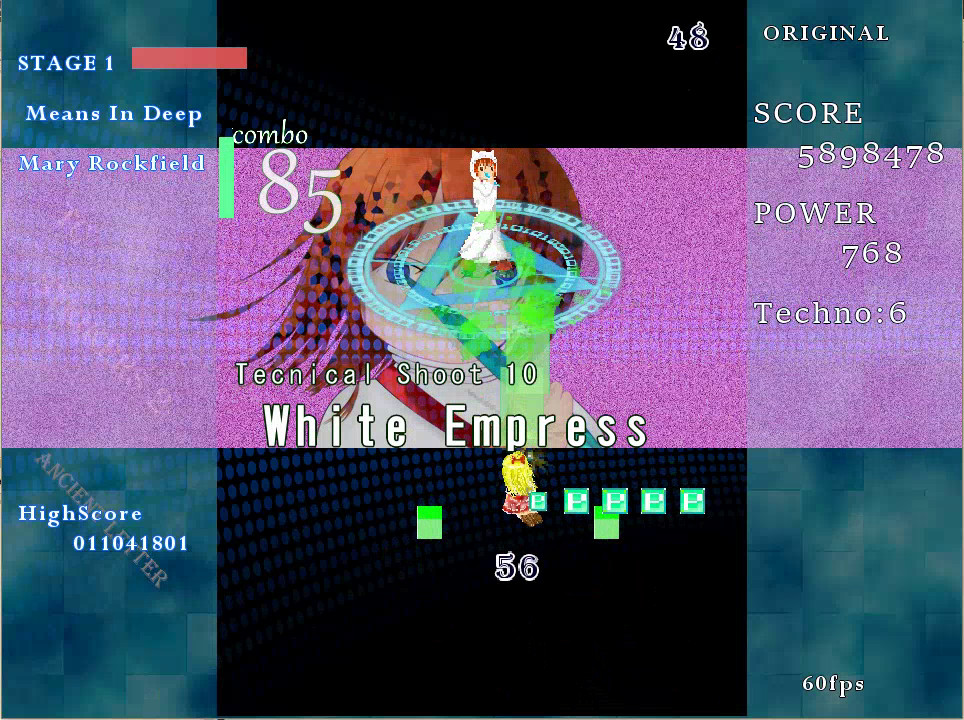 STAGE 1
Means In Deep
Mary Rockfield
combo
85
48
ORIGINAL
SCORE
5898478
POWER
768
Techno:6
Tecnical Shoot 10
White Empress
P P P P P
56
HighScore
011041801
ANCIENT LETTER
60fps